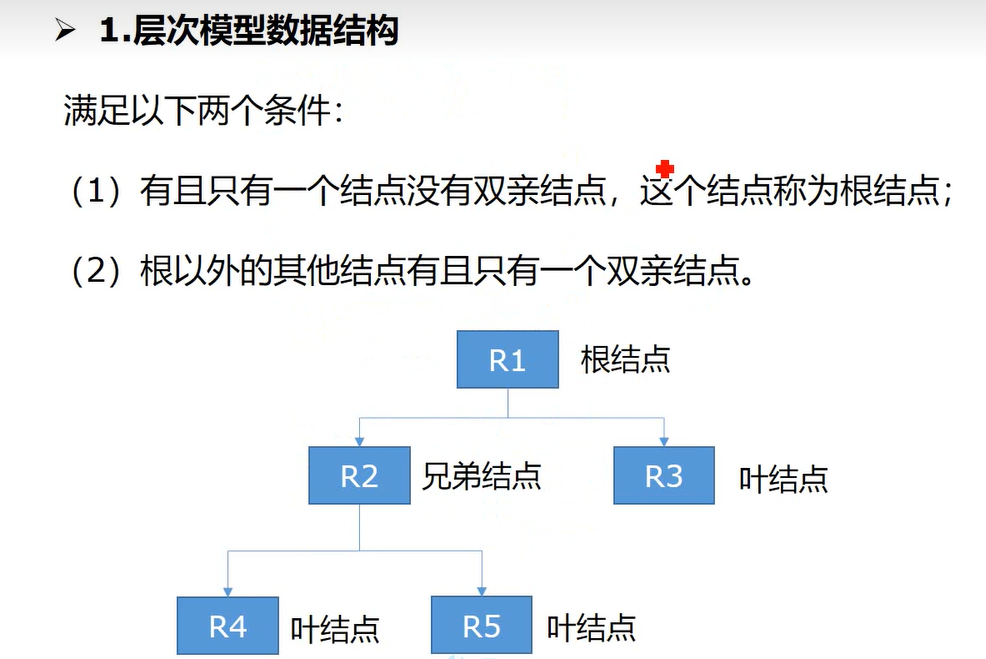 1.层次模型数据结构
满足以下两个条件：
（1）有且只有一个结点没有双亲结点，这个结点称为根结点；
（2）根以外的其他结点有且只有一个双亲结点。
R1 根结点
R2 兄弟结点 R3 叶结点
R4 叶结点 R5 叶结点